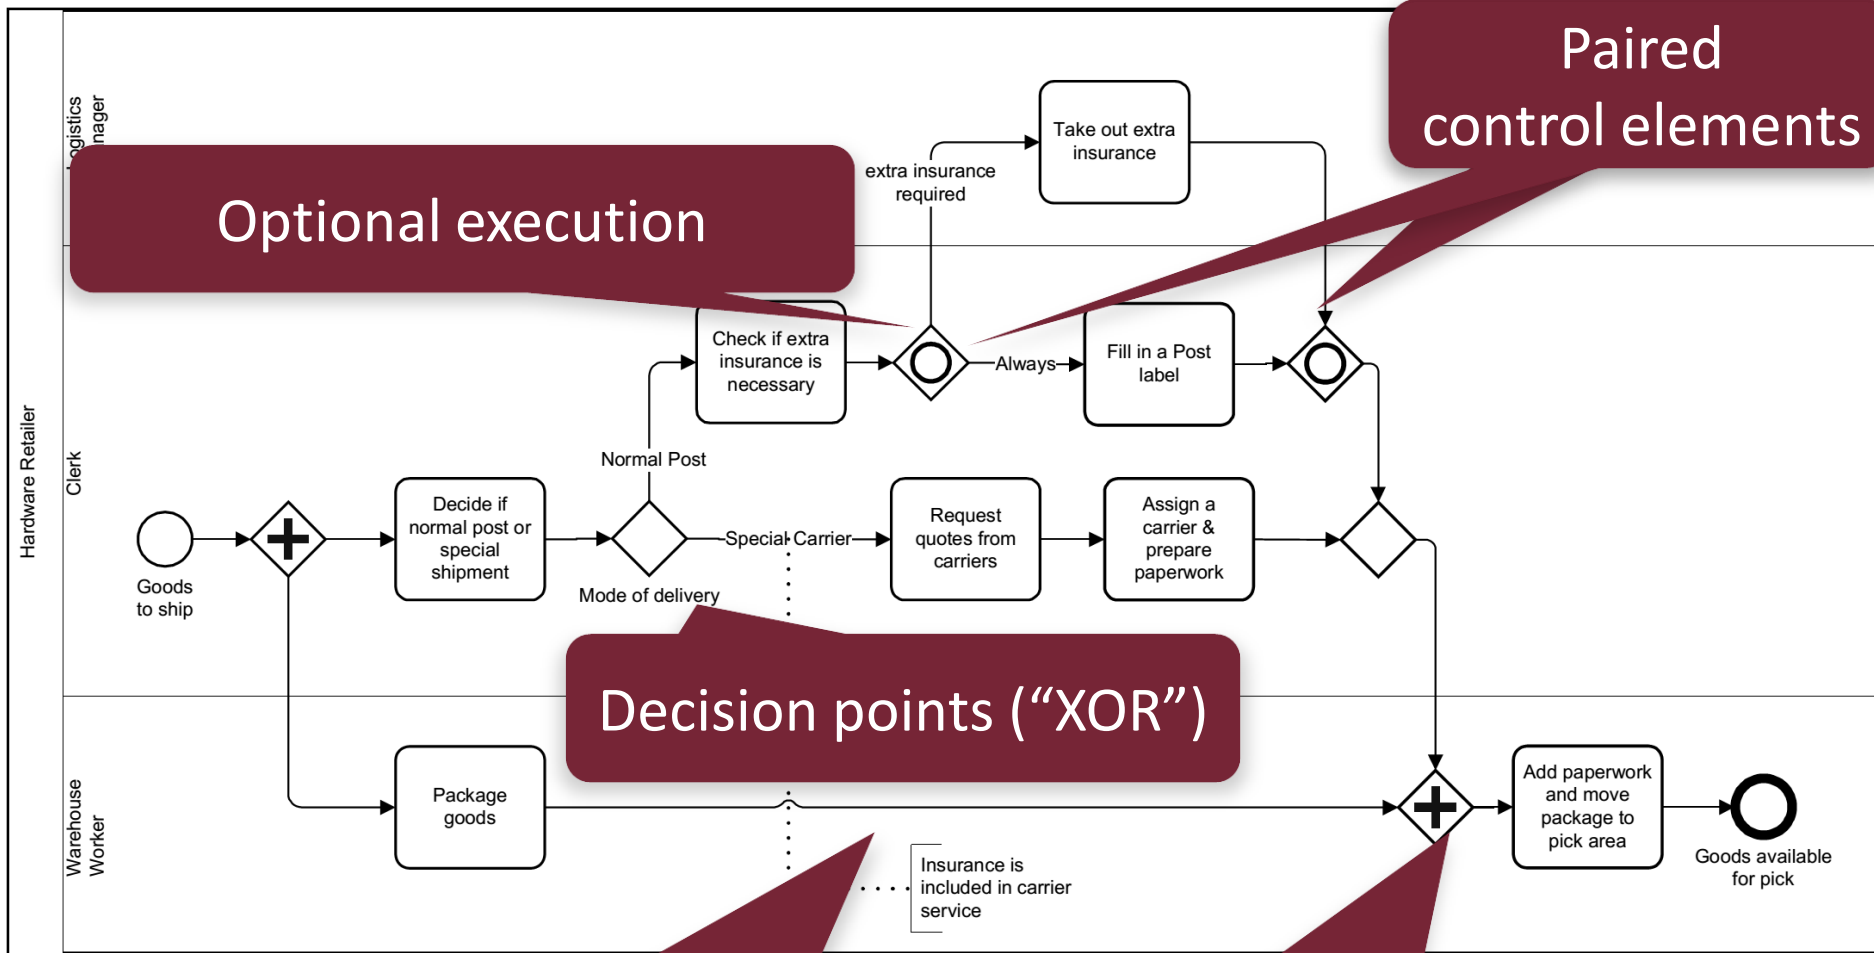 Paired
control elements
ogistics
nager
Take out extra
insurance
extra insurance
required
Optional execution
Check if extra
insurance is
necessary
Always
Fill in a Post
label
Hardware Retailer
Clerk
Normal Post
Decide if
normal post or
special
shipment
Special Carrier
Request
quotes from
carriers
Assign a
carrier &
prepare
paperwork
Goods
to ship
Mode of delivery
Decision points (“XOR”)
Warehouse
Worker
Package
goods
Add paperwork
and move
package to
pick area
Insurance is
included in carrier
service
Goods available
for pick